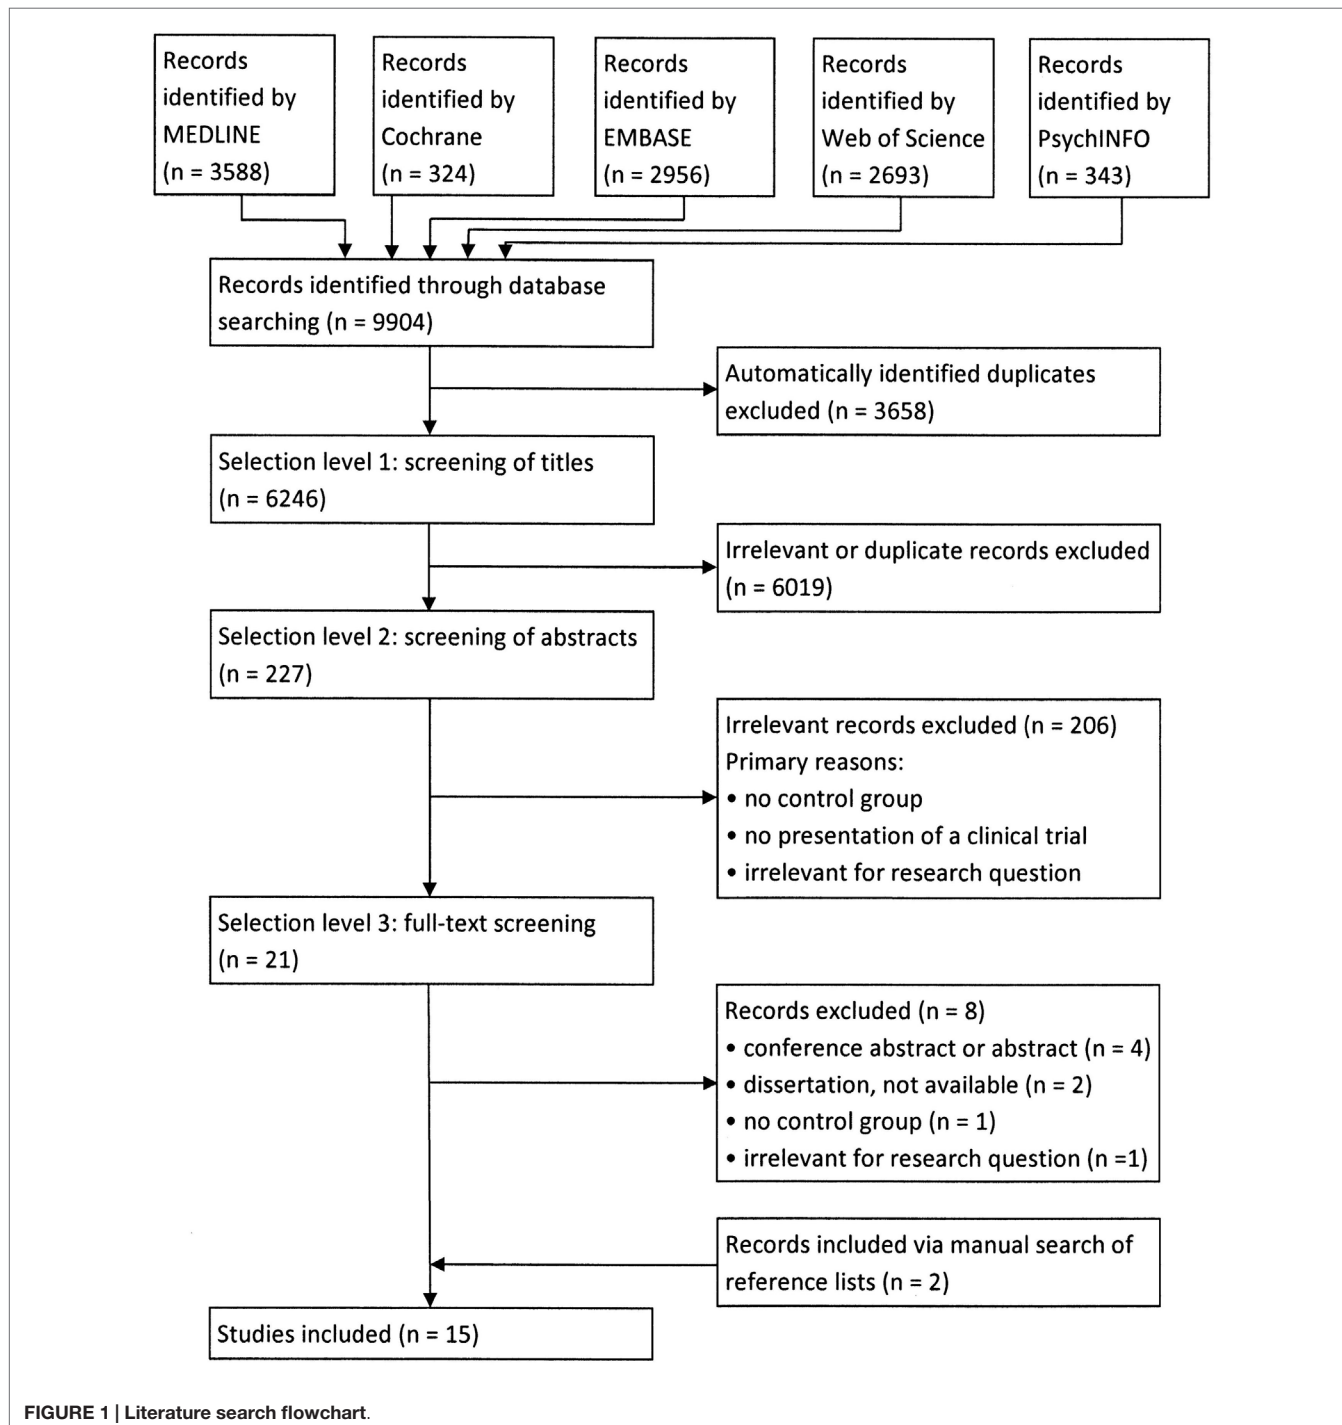 Records
identified by
MEDLINE
(n = 3588)
Records
identified by
Cochrane
(n = 324)
Records
identified by
EMBASE
(n = 2956)
Records
identified by
Web of Science
(n = 2693)
Records
identified by
PsychINFO
(n = 343)
Records identified through database
searching (n = 9904)
Automatically identified duplicates
excluded (n = 3658)
Selection level 1: screening of titles
(n = 6246)
Irrelevant or duplicate records excluded
(n = 6019)
Selection level 2: screening of abstracts
(n = 227)
Irrelevant records excluded (n = 206)
Primary reasons:
• no control group
• no presentation of a clinical trial
• irrelevant for research question
Selection level 3: full-text screening
(n = 21)
Records excluded (n = 8)
• conference abstract or abstract (n = 4)
• dissertation, not available (n = 2)
• no control group (n = 1)
• irrelevant for research question (n =1)
Records included via manual search of
reference lists (n = 2)
Studies included (n = 15)
FIGURE 1 | Literature search flowchart.